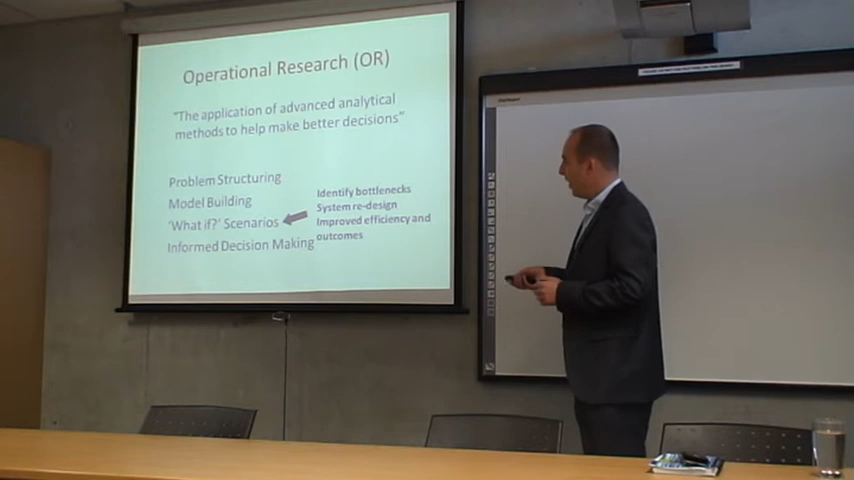 Operational Research (OR)
"The application of advanced analytical
methods to help make better decisions"
Problem Structuring
Model Building
'What if?' Scenarios
Informed Decision Making
Identify bottlenecks
System re-design
Improved efficiency and
outcomes